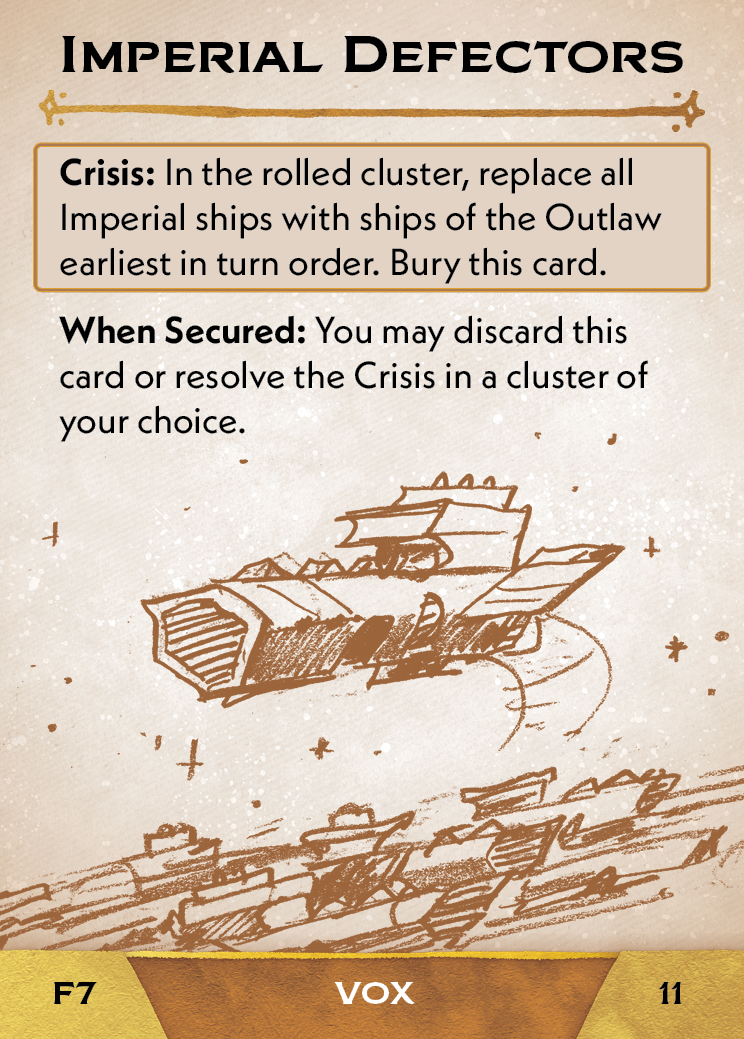 Imperial Defectors
Crisis: In the rolled cluster, replace all
Imperial ships with ships of the Outlaw
earliest in turn order. Bury this card.
When Secured: You may discard this
card or resolve the Crisis in a cluster of
your choice.
F7 VOX 11